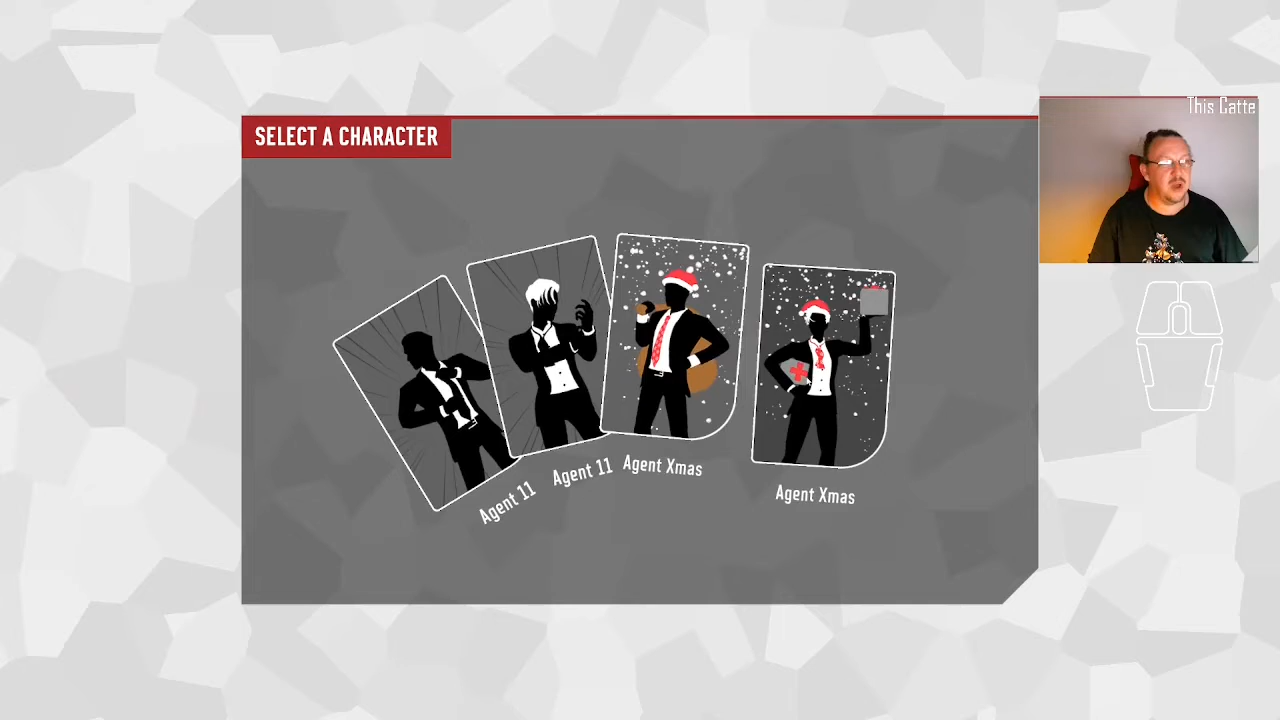 This Catte
SELECT A CHARACTER
Agent 11
Agent 11
Agent Xmas
Agent Xmas